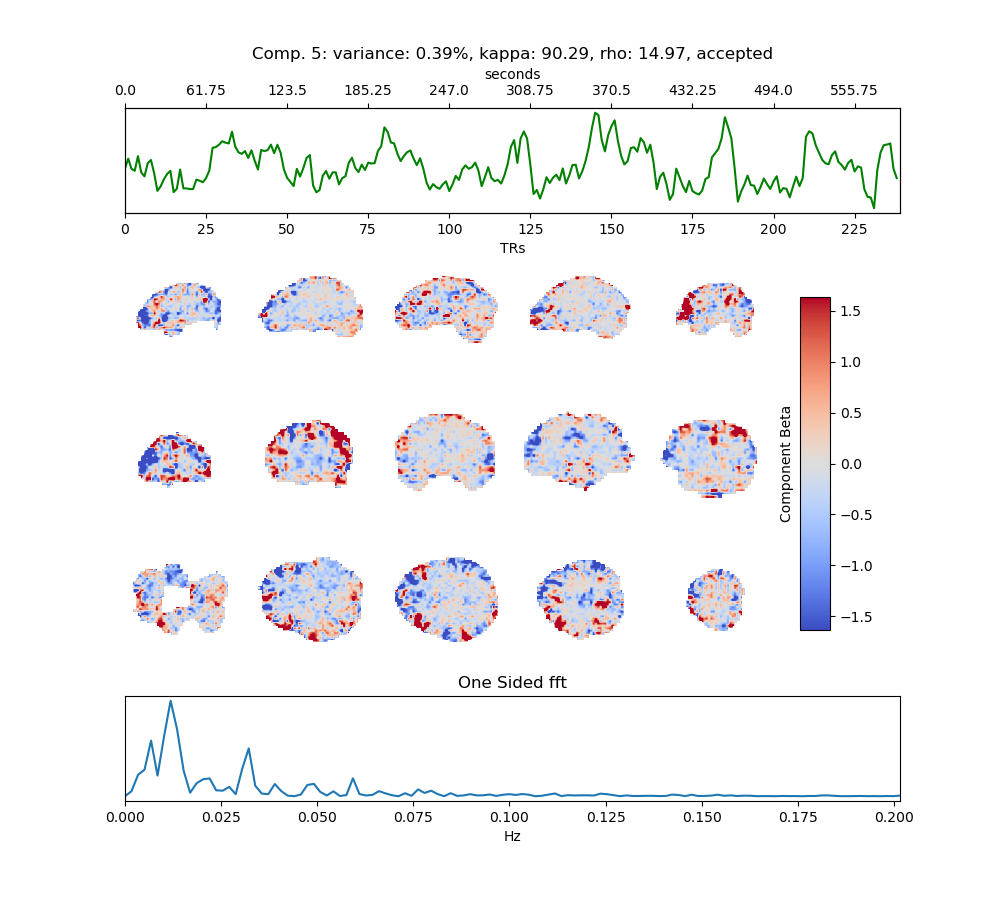 Comp. 5: variance: 0.39%, kappa: 90.29, rho: 14.97, accepted
seconds
0.0 61.75 123.5 185.25 247.0 308.75 370.5 432.25 494.0 555.75
0 25 50 75 100 125 150 175 200 225
TRs
1.5
1.0
0.5
0.0
−0.5
−1.0
−1.5
Component Beta
One Sided fft
0.000 0.025 0.050 0.075 0.100 0.125 0.150 0.175 0.200
Hz